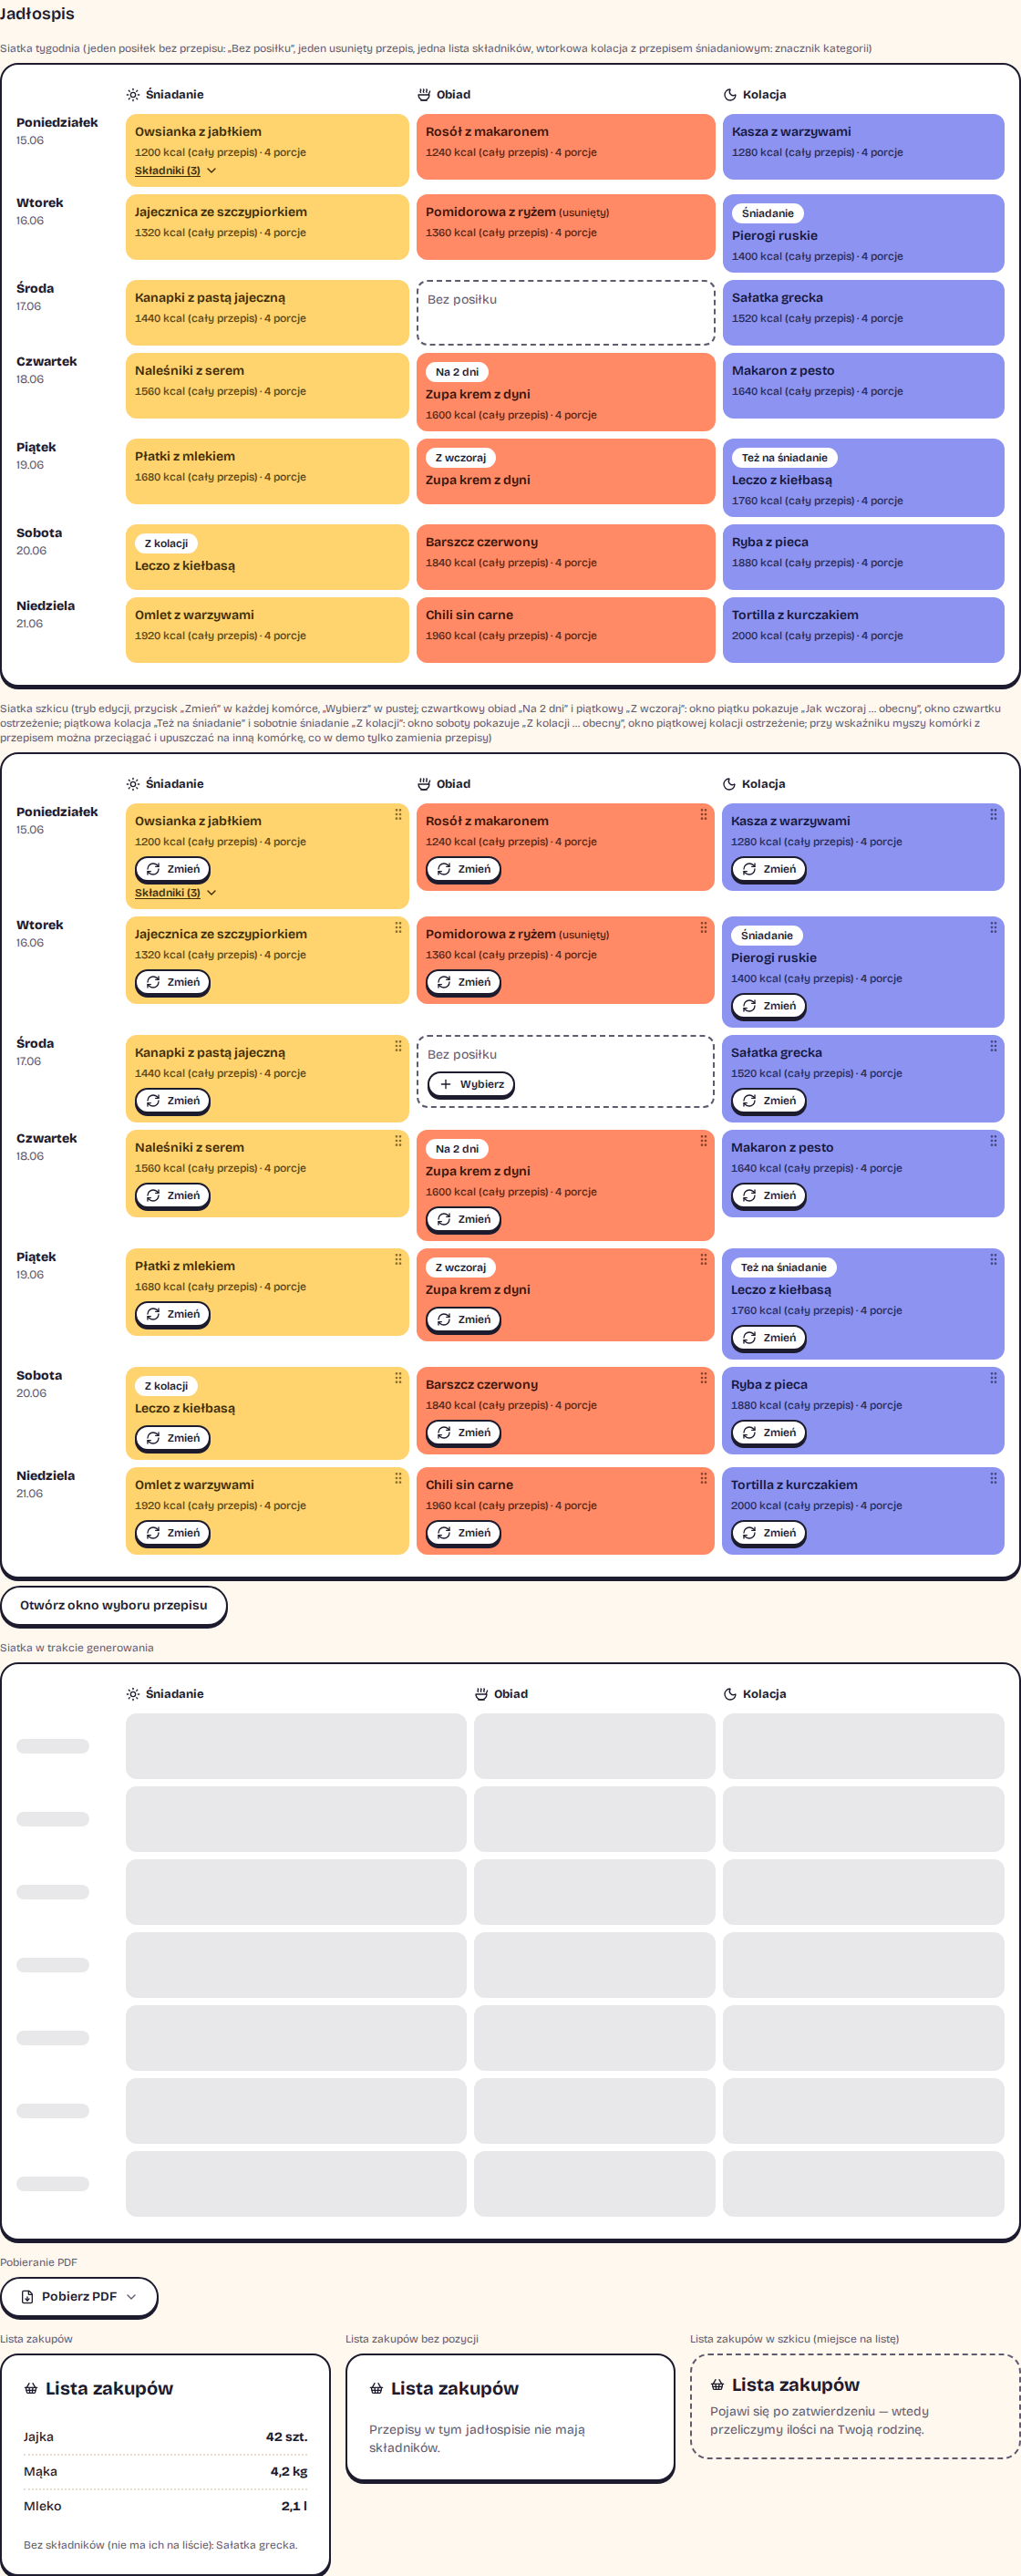 Jadłospis
Siatka tygodnia (jeden posiłek bez przepisu: „Bez posiłku”, jeden usunięty przepis, jedna lista składników, wtorkowa kolacja z przepisem śniadaniowym: znacznik kategorii)
Śniadanie Obiad Kolacja
Poniedziałek
15.06
Owsianka z jabłkiem
1200 kcal (cały przepis) · 4 porcje
Składniki (3)
Rosół z makaronem
1240 kcal (cały przepis) · 4 porcje
Kasza z warzywami
1280 kcal (cały przepis) · 4 porcje
Wtorek
16.06
Jajecznica ze szczypiorkiem
1320 kcal (cały przepis) · 4 porcje
Pomidorowa z ryżem (usunięty)
1360 kcal (cały przepis) · 4 porcje
Śniadanie
Pierogi ruskie
1400 kcal (cały przepis) · 4 porcje
Środa
17.06
Kanapki z pastą jajeczną
1440 kcal (cały przepis) · 4 porcje
Bez posiłku
Sałatka grecka
1520 kcal (cały przepis) · 4 porcje
Czwartek
18.06
Naleśniki z serem
1560 kcal (cały przepis) · 4 porcje
Na 2 dni
Zupa krem z dyni
1600 kcal (cały przepis) · 4 porcje
Makaron z pesto
1640 kcal (cały przepis) · 4 porcje
Piątek
19.06
Płatki z mlekiem
1680 kcal (cały przepis) · 4 porcje
Z wczoraj
Zupa krem z dyni
Też na śniadanie
Leczo z kiełbasą
1760 kcal (cały przepis) · 4 porcje
Sobota
20.06
Z kolacji
Leczo z kiełbasą
Barszcz czerwony
1840 kcal (cały przepis) · 4 porcje
Ryba z pieca
1880 kcal (cały przepis) · 4 porcje
Niedziela
21.06
Omlet z warzywami
1920 kcal (cały przepis) · 4 porcje
Chili sin carne
1960 kcal (cały przepis) · 4 porcje
Tortilla z kurczakiem
2000 kcal (cały przepis) · 4 porcje
Siatka szkicu (tryb edycji, przycisk „Zmień” w każdej komórce, „Wybierz” w pustej; czwartkowy obiad „Na 2 dni” i piątkowy „Z wczoraj”: okno piątku pokazuje „Jak wczoraj ... obecny”, okno czwartku
ostrzeżenie; piątkowa kolacja „Też na śniadanie” i sobotnie śniadanie „Z kolacji”: okno soboty pokazuje „Z kolacji ... obecny”, okno piątkowej kolacji ostrzeżenie; przy wskaźniku myszy komórki z
przepisem można przeciągać i upuszczać na inną komórkę, co w demo tylko zamienia przepisy)
Śniadanie Obiad Kolacja
Poniedziałek
15.06
Owsianka z jabłkiem
1200 kcal (cały przepis) · 4 porcje
Zmień
Składniki (3)
Rosół z makaronem
1240 kcal (cały przepis) · 4 porcje
Zmień
Kasza z warzywami
1280 kcal (cały przepis) · 4 porcje
Zmień
Wtorek
16.06
Jajecznica ze szczypiorkiem
1320 kcal (cały przepis) · 4 porcje
Zmień
Pomidorowa z ryżem (usunięty)
1360 kcal (cały przepis) · 4 porcje
Zmień
Śniadanie
Pierogi ruskie
1400 kcal (cały przepis) · 4 porcje
Zmień
Środa
17.06
Kanapki z pastą jajeczną
1440 kcal (cały przepis) · 4 porcje
Zmień
Bez posiłku
Wybierz
Sałatka grecka
1520 kcal (cały przepis) · 4 porcje
Zmień
Czwartek
18.06
Naleśniki z serem
1560 kcal (cały przepis) · 4 porcje
Zmień
Na 2 dni
Zupa krem z dyni
1600 kcal (cały przepis) · 4 porcje
Zmień
Makaron z pesto
1640 kcal (cały przepis) · 4 porcje
Zmień
Piątek
19.06
Płatki z mlekiem
1680 kcal (cały przepis) · 4 porcje
Zmień
Z wczoraj
Zupa krem z dyni
Zmień
Też na śniadanie
Leczo z kiełbasą
1760 kcal (cały przepis) · 4 porcje
Zmień
Sobota
20.06
Z kolacji
Leczo z kiełbasą
Zmień
Barszcz czerwony
1840 kcal (cały przepis) · 4 porcje
Zmień
Ryba z pieca
1880 kcal (cały przepis) · 4 porcje
Zmień
Niedziela
21.06
Omlet z warzywami
1920 kcal (cały przepis) · 4 porcje
Zmień
Chili sin carne
1960 kcal (cały przepis) · 4 porcje
Zmień
Tortilla z kurczakiem
2000 kcal (cały przepis) · 4 porcje
Zmień
Otwórz okno wyboru przepisu
Siatka w trakcie generowania
Śniadanie Obiad Kolacja
Pobieranie PDF
Pobierz PDF
Lista zakupów
Lista zakupów
Jajka 42 szt.
Mąka 4,2 kg
Mleko 2,1 l
Bez składników (nie ma ich na liście): Sałatka grecka.
Lista zakupów bez pozycji
Lista zakupów
Przepisy w tym jadłospisie nie mają
składników.
Lista zakupów w szkicu (miejsce na listę)
Lista zakupów
Pojawi się po zatwierdzeniu — wtedy
przeliczymy ilości na Twoją rodzinę.